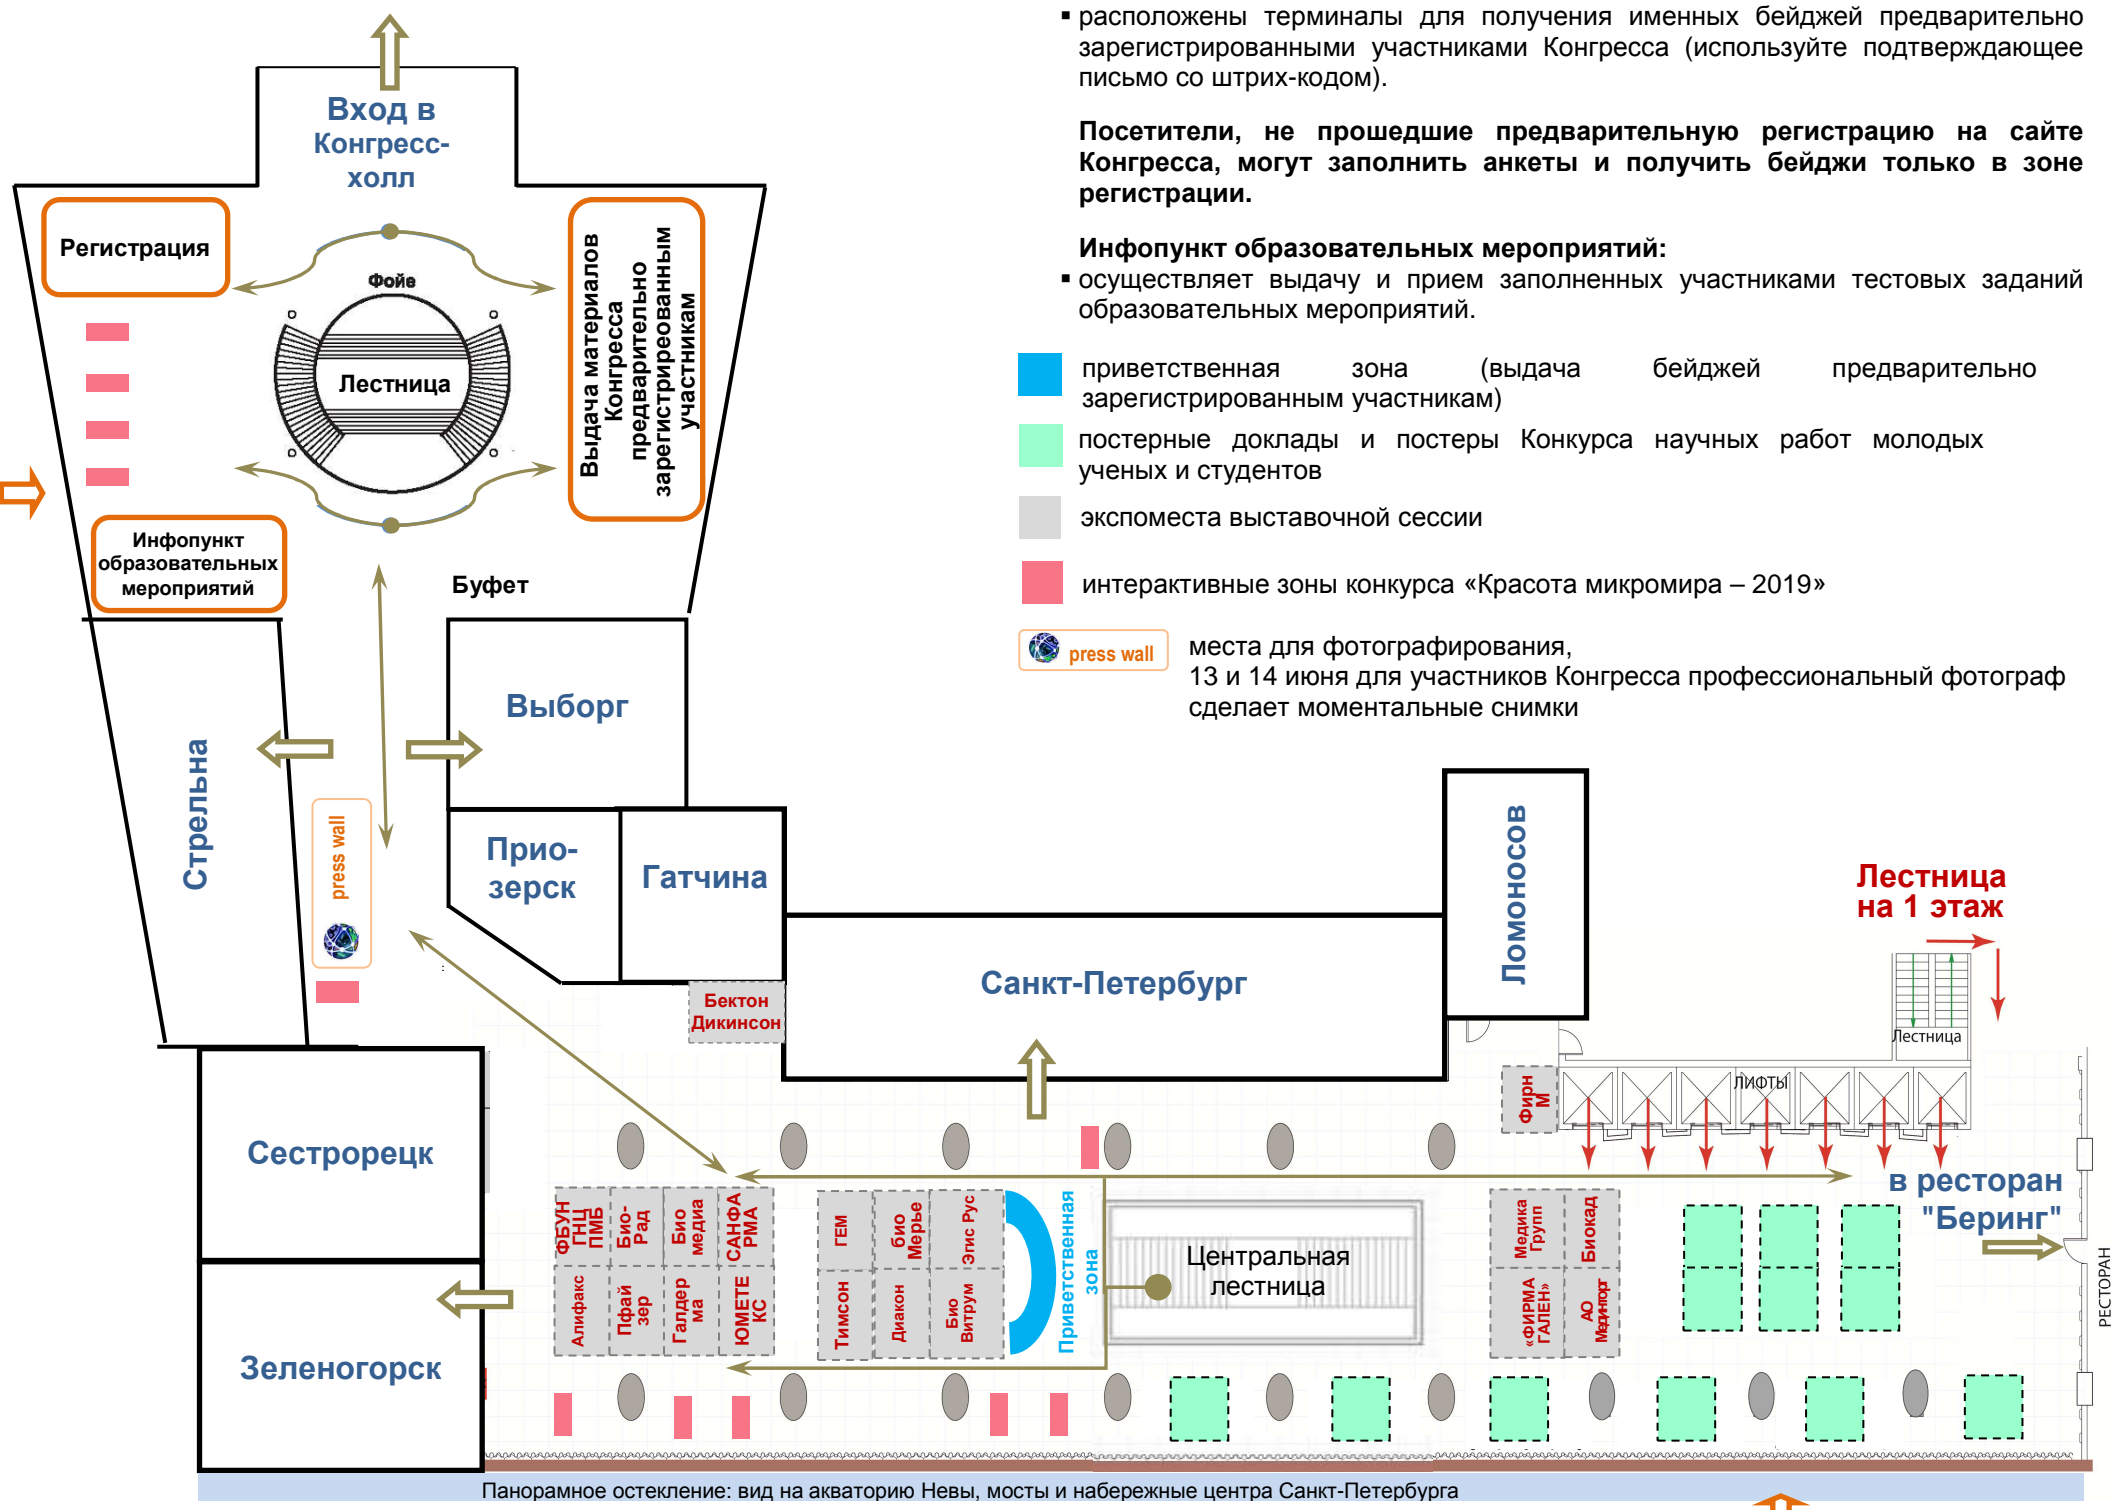 ▪ расположены терминалы для получения именных бейджей предварительно
зарегистрированными участниками Конгресса (используйте подтверждающее
письмо со штрих-кодом).
Посетители, не прошедшие предварительную регистрацию на сайте
Конгресса, могут заполнить анкеты и получить бейджи только в зоне
регистрации.
Инфопункт образовательных мероприятий:
▪ осуществляет выдачу и прием заполненных участниками тестовых заданий
образовательных мероприятий.
приветственная зона (выдача бейджей предварительно
зарегистрированным участникам)
постерные доклады и постеры Конкурса научных работ молодых
ученых и студентов
экспоместа выставочной сессии
интерактивные зоны конкурса «Красота микромира – 2019»
press wall
места для фотографирования,
13 и 14 июня для участников Конгресса профессиональный фотограф
сделает моментальные снимки
Вход в
Конгресс-
холл
Регистрация
Фойе
Лестница
Выдача материалов
Конгресса
предварительно
зарегистриреованным
участникам
Инфопункт
образовательных
мероприятий
Буфет
Выборг
Стрельна
press wall
Прио-
зерск
Гатчина
Ломоносов
Санкт-Петербург
Бектон
Дикинсон
Лестница
на 1 этаж
Лестница
ЛИФТЫ
Фирн
М
Сестрорецк
Зеленогорск
ФБУН
ГНЦ
ПМБ
Био-
Рад
Био
медиа
САНФА
РМА
Алифакс
Пфай
зер
Галдер
ма
ЮМЕТЕ
КС
ГЕМ
био
Мерье
Эгис Рус
Тимсон
Диакон
Био
Витрум
Приветственная
зона
Центральная
лестница
Медика
Групп
Биокад
«ФИРМА
ГАЛЕН»
АО
Мединторг
в ресторан
"Беринг"
РЕСТОРАН
Панорамное остекление: вид на акваторию Невы, мосты и набережные центра Санкт-Петербурга